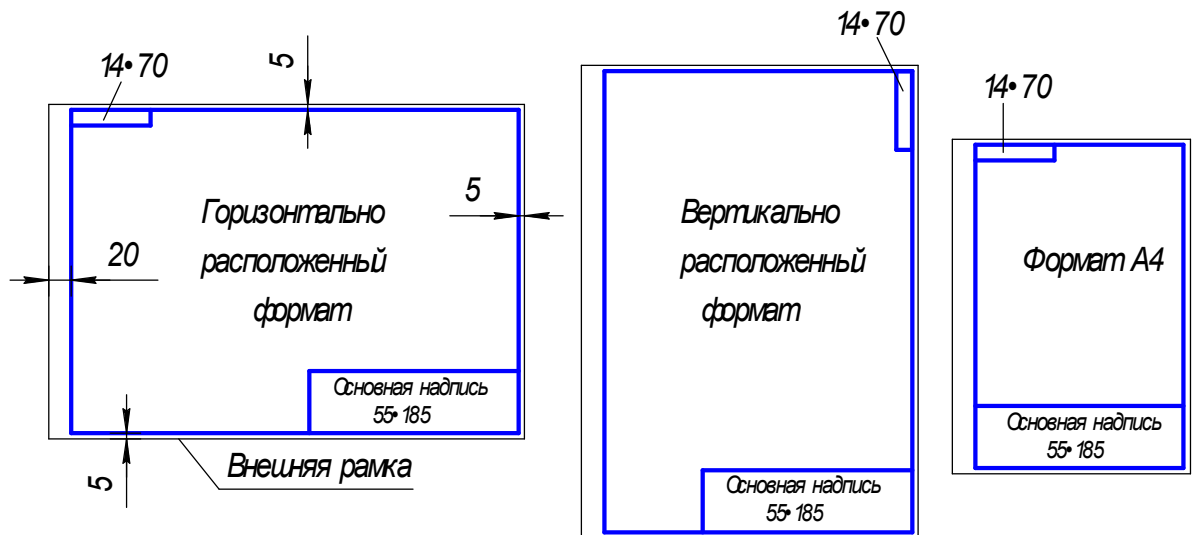 14•70
5
Горизонтально
расположенный
формат
5
20
Основная надпись
55•185
5
Внешняя рамка
14•70
Вертикально
расположенный
формат
Основная надпись
55•185
14•70
Формат А4
Основная надпись
55•185